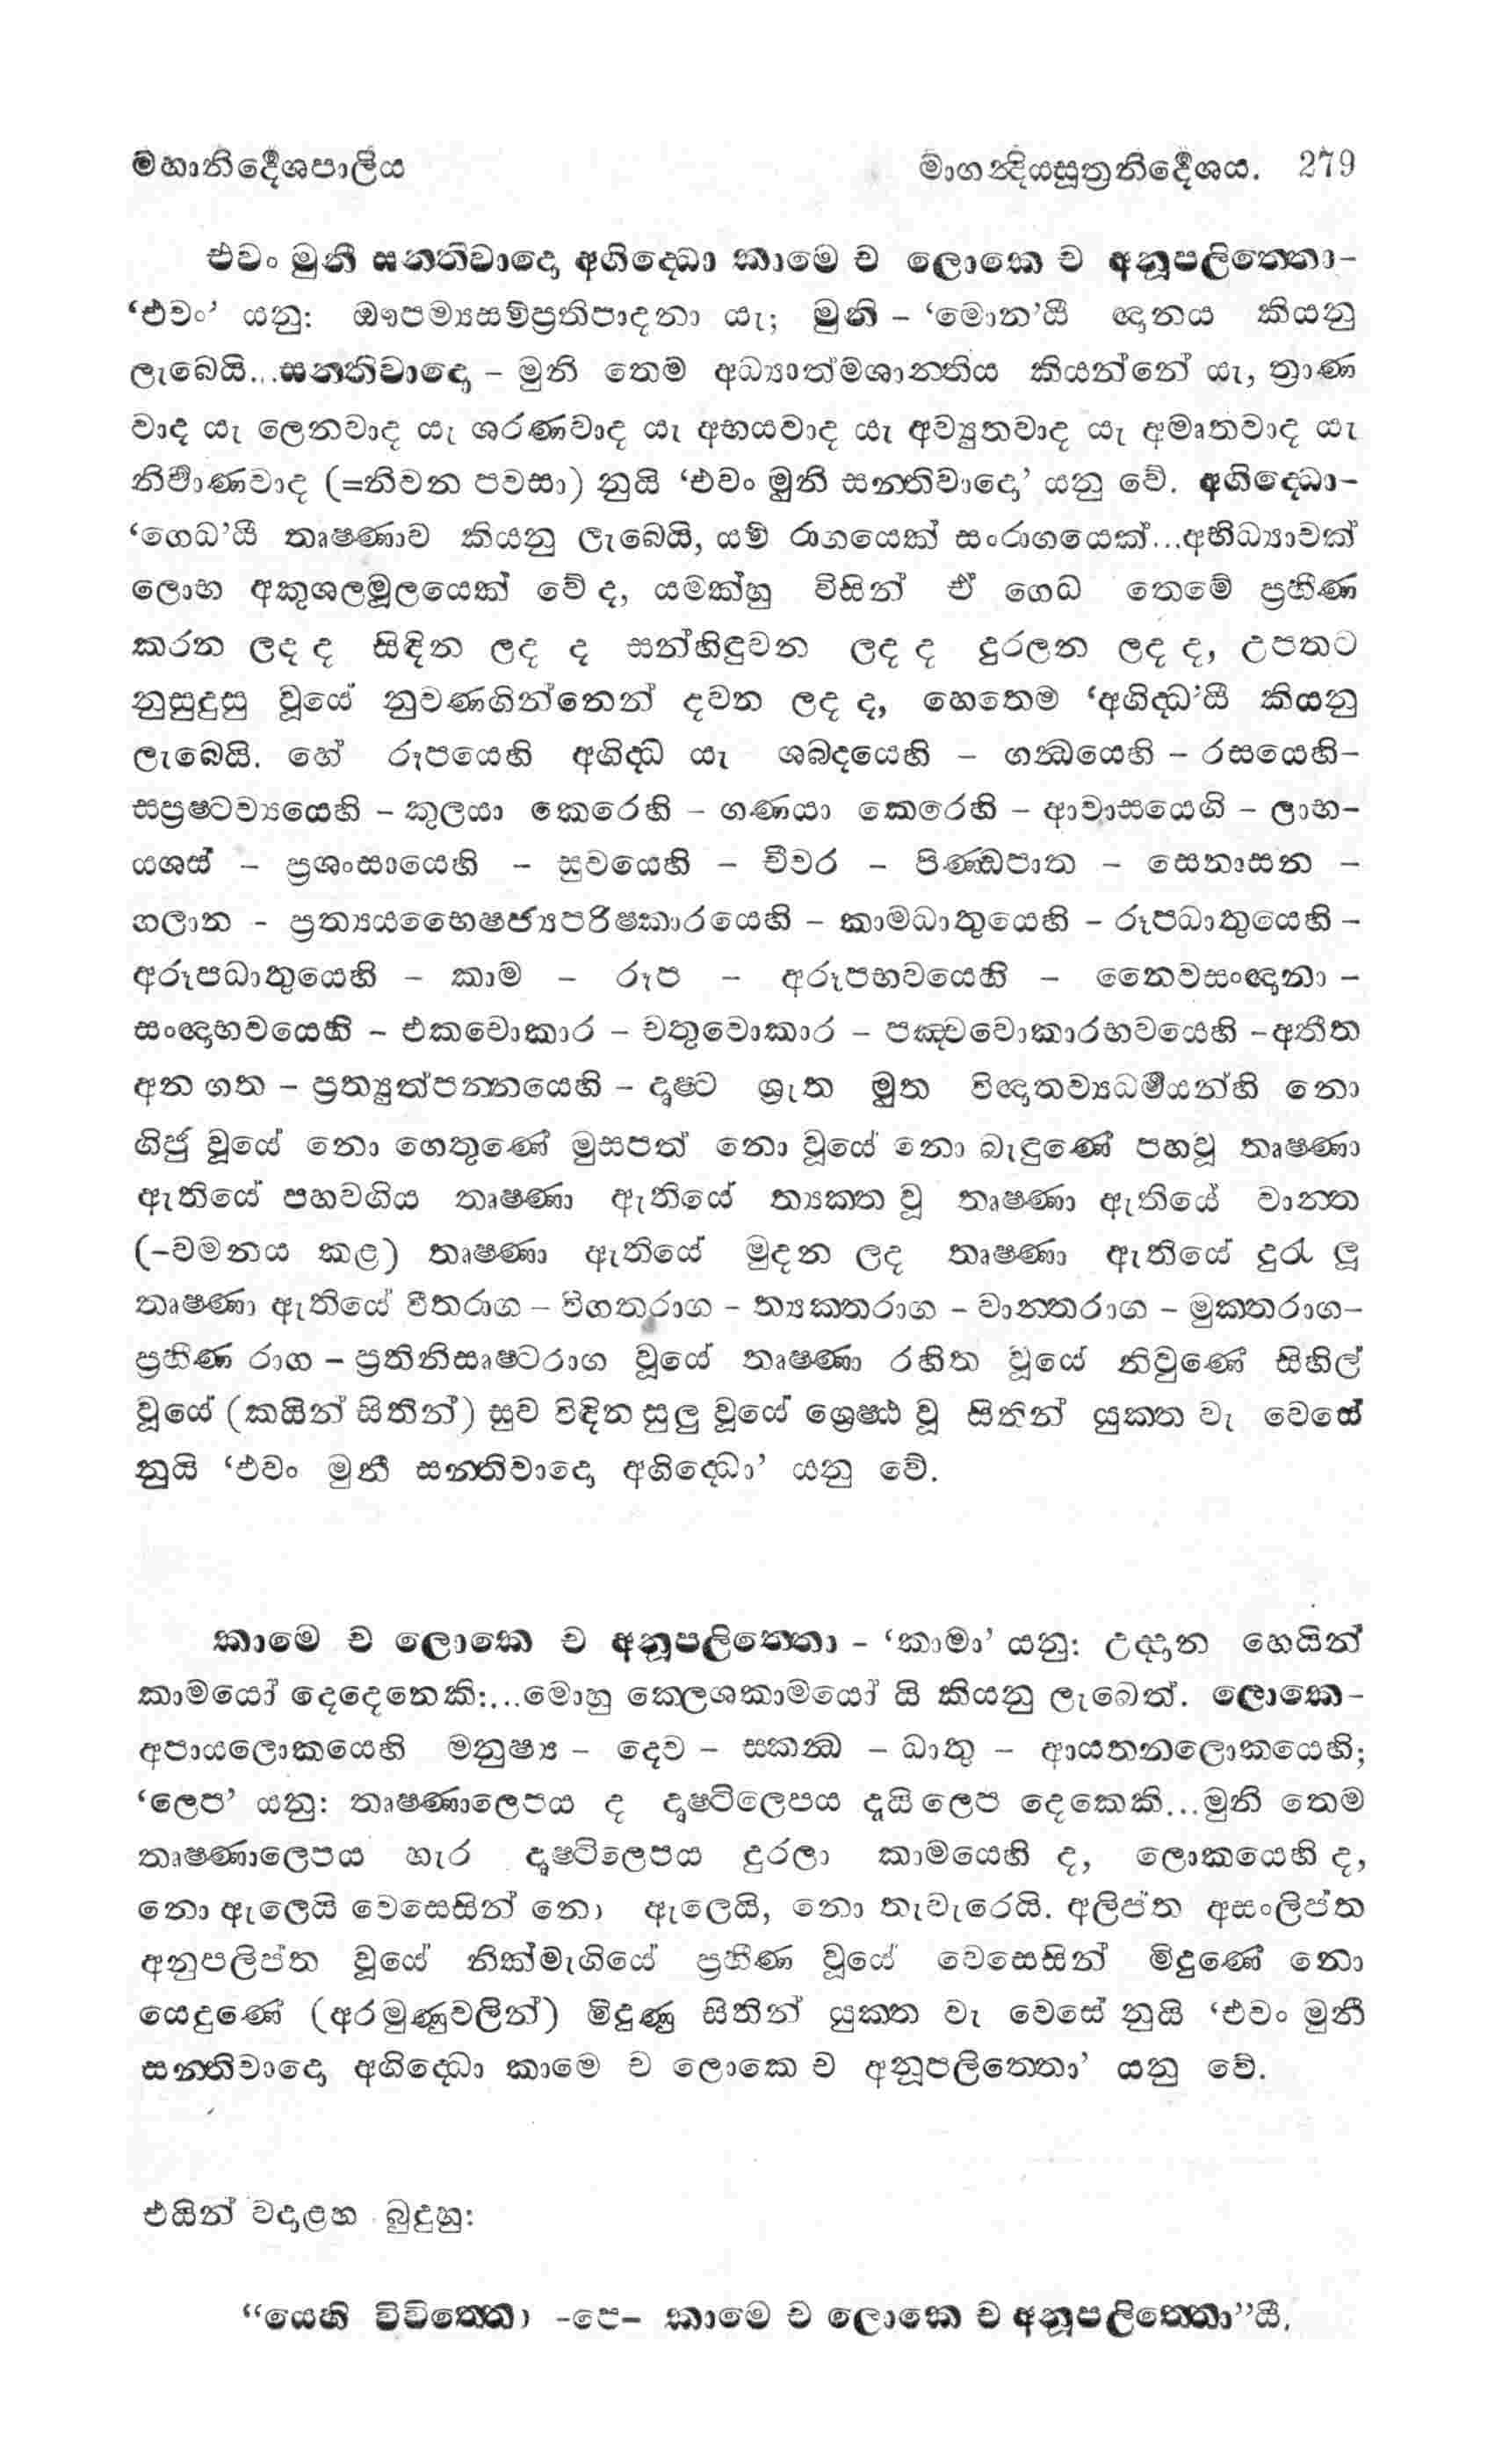 මහානිර්දේශපාලිය මාගන්දියසූත්‍රනිර්දේශය. 279
එවං මුනී සන්තිවාදො අගිද්ධො කාමෙ ච ලොකෙ ච අනූපලිත්තො–
‘එවං’ යනු: ඖපම්‍යසම්ප්‍රතිපාදනා යැ; මුනි – ‘මොන’යී ඥානය කියනු
ලැබෙයි...සන්තිවාදො – මුනි තෙම අධ්‍යාත්මශාන්තිය කියන්නේ යැ, ත්‍රාණ
වාද යැ ලෙනවාද යැ ශරණවාද යැ අභයවාද යැ අච්‍යුතවාද යැ අමෘතවාද යැ
නිර්වාණවාද (=නිවන පවසා) නුයි ‘එවං මුනි සන්තිවාදො’ යනු වේ. අගිද්ධො–
‘ගෙධ’යී තෘෂ්ණාව කියනු ලැබෙයි, යම් රාගයෙක් සංරාගයෙක්...අභිධ්‍යාවක්
ලොභ අකුශලමූලයෙක් වේ ද, යමක්හු විසින් ඒ ගෙධ තෙමේ ප්‍රහීණ
කරන ලද ද සිඳින ලද ද සන්හිඳුවන ලද ද දුරලන ලද ද, උපතට
නුසුදුසු වූයේ නුවණගින්නෙන් දවන ලද ද, හෙතෙම ‘අගිද්ධ’යී කියනු
ලැබෙයි. හේ රූපයෙහි අගිද්ධ යැ ශබ්දයෙහි – ගන්ධයෙහි – රසයෙහි–
ස්ප්‍රෂ්ටව්‍යයෙහි – කුලයා කෙරෙහි – ගණයා කෙරෙහි – ආවාසයෙහි – ලාභ–
යශස් – ප්‍රශංසායෙහි – සුවයෙහි – චීවර – පිණ්ඩපාත – සෙනාසන –
ගලාන – ප්‍රත්‍යයභෛෂජ්‍යපරිෂ්කාරයෙහි – කාමධාතුයෙහි – රූපධාතුයෙහි –
අරූපධාතුයෙහි – කාම – රූප – අරූපභවයෙහි – නෛවසංඥානා –
සංඥාභවයෙහි – එකවොකාර – චතුවොකාර – පඤ්චවොකාරභවයෙහි –අතීත
අන ගත – ප්‍රත්‍යුත්පන්නයෙහි – දෘෂ්ට ශ්‍රැත මුත විඥාතව්‍යධර්මයන්හි නො
ගිජු වූයේ නො ගෙතුණේ මුසපත් නො වූයේ නො බැඳුණේ පහවූ තෘෂ්ණා
ඇතියේ පහවගිය තෘෂ්ණා ඇතියේ ත්‍යක්ත වූ තෘෂ්ණා ඇතියේ වාන්ත
(–වමනය කළ) තෘෂ්ණා ඇතියේ මුදන ලද තෘෂ්ණා ඇතියේ දුරැ ලූ
තෘෂ්ණා ඇතියේ වීතරාග – විගතරාග – ත්‍යක්තරාග – වාන්තරාග – මුක්තරාග–
ප්‍රහීණ රාග – ප්‍රතිනිසෘෂ්ටරාග වූයේ තෘෂ්ණා රහිත වූයේ නිවුණේ සිහිල්
වූයේ (කයින් සිතින්) සුව විඳින සුලු වූයේ ශ්‍රෙෂ්ඨ වූ සිතින් යුක්ත වැ වෙසේ
නුයි ‘එවං මුනී සන්තිවාදො අගිද්ධො’ යනු වේ.
කාමෙ ච ලොකෙ ච අනූපලිත්තො – ‘කාමා’ යනු: උද්දාන හෙයින්
කාමයෝ දෙදෙනෙකි:...මොහු ක්ලෙශකාමයෝ යි කියනු ලැබෙත්. ලොකෙ–
අපායලොකයෙහි මනුෂ්‍ය – දෙව – ස්කන්ධ – ධාතු – ආයතනලොකයෙහි;
‘ලෙප’ යනු: තෘෂ්ණාලෙපය ද දෘෂ්ටිලෙපය දැයි ලෙප දෙකෙකි...මුනි තෙම
තෘෂ්ණාලෙපය හැර දෘෂ්ටිලෙපය දුරලා කාමයෙහි ද, ලොකයෙහි ද,
නො ඇලෙයි වෙසෙසින් නො ඇලෙයි, නො තැවැරෙයි. අලිප්ත අසංලිප්ත
අනුපලිප්ත වූයේ නික්මැගියේ ප්‍රහීණ වූයේ වෙසෙසින් මිදුණේ නො
යෙදුණේ (අරමුණුවලින්) මිදුණු සිතින් යුක්ත වැ වෙසේ නුයි ‘එවං මුනී
සන්තිවාදො අගිද්ධො කාමෙ ච ලොකෙ ච අනූපලිත්තො’ යනු වේ.
එයින් වදාළහ බුදුහු:
“යෙහි විවිත්තො –පෙ– කාමෙ ච ලොකෙ ච අනූපලිත්තො”යී.